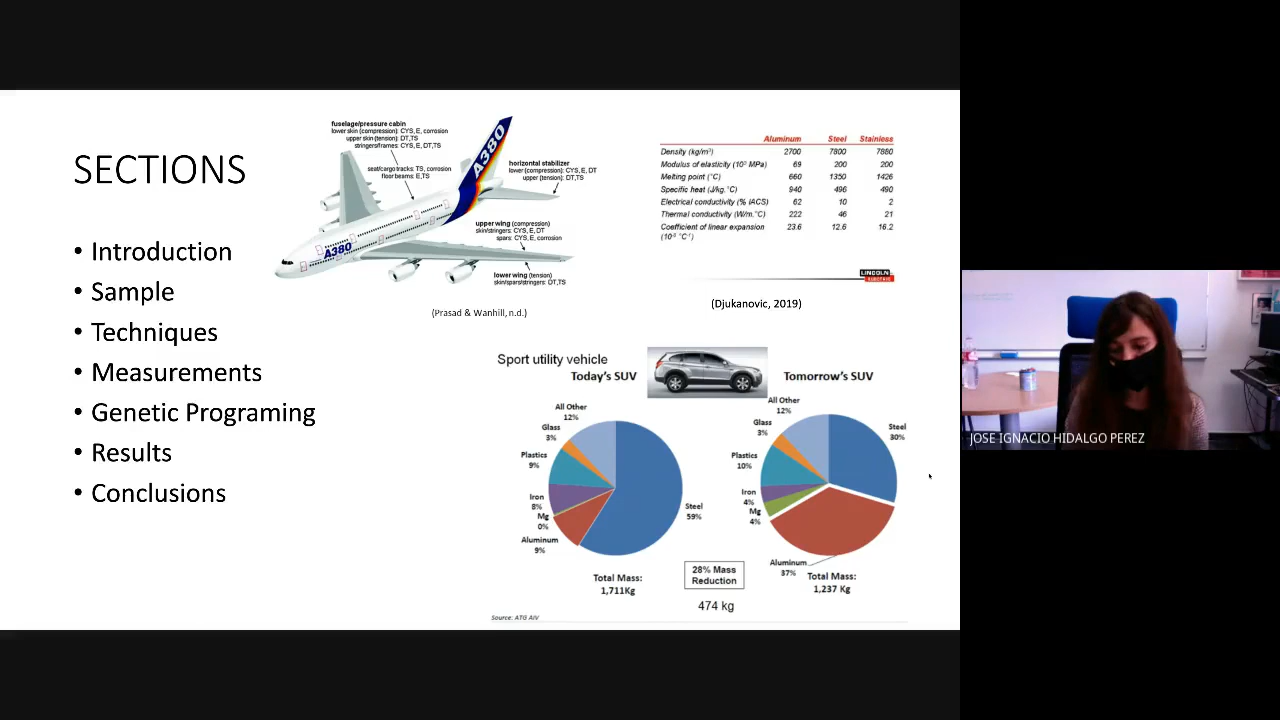 SECTIONS
• Introduction
• Sample
• Techniques
• Measurements
• Genetic Programing
• Results
• Conclusions
fuselage/pressure cabin
lower skin (compression): CYS, E, corrosion
upper skin (tension): DT,TS
stringers/frames: CYS, E, DT,TS
seat/cargo tracks: TS, corrosion
floor beams: E,TS
horizontal stabilizer
lower (compression): CYS, E, DT
upper (tension): DT,TS
upper wing (compression)
skin/stringers: CYS, E, DT
spars: CYS, E, corrosion
lower wing (tension)
skin/spars/stringers: DT,TS
A380
A380
(Prasad & Wanhill, n.d.)
Aluminum Steel Stainless
Density (kg/m³) 2700 7800 7880
Modulus of elasticity (10³ MPa) 69 200 200
Melting point (°C) 660 1350 1426
Specific heat (J/kg.°C) 940 496 490
Electrical conductivity (% IACS) 62 10 2
Thermal conductivity (W/m.°C) 222 46 21
Coefficient of linear expansion 23.6 12.6 16.2
(10⁻⁶ °C⁻¹)
LINCOLN
ELECTRIC
(Djukanovic, 2019)
Sport utility vehicle
Today's SUV
All Other
12%
Glass
3%
Plastics
9%
Iron
8%
Mg
0%
Aluminum
9%
Steel
59%
Total Mass:
1,711Kg
28% Mass
Reduction
474 kg
Tomorrow's SUV
All Other
12%
Glass
3%
Plastics
10%
Iron
4%
Mg
4%
Aluminum
37%
Steel
30%
Total Mass:
1,237 Kg
Source: ATG AIV
JOSE IGNACIO HIDALGO PEREZ